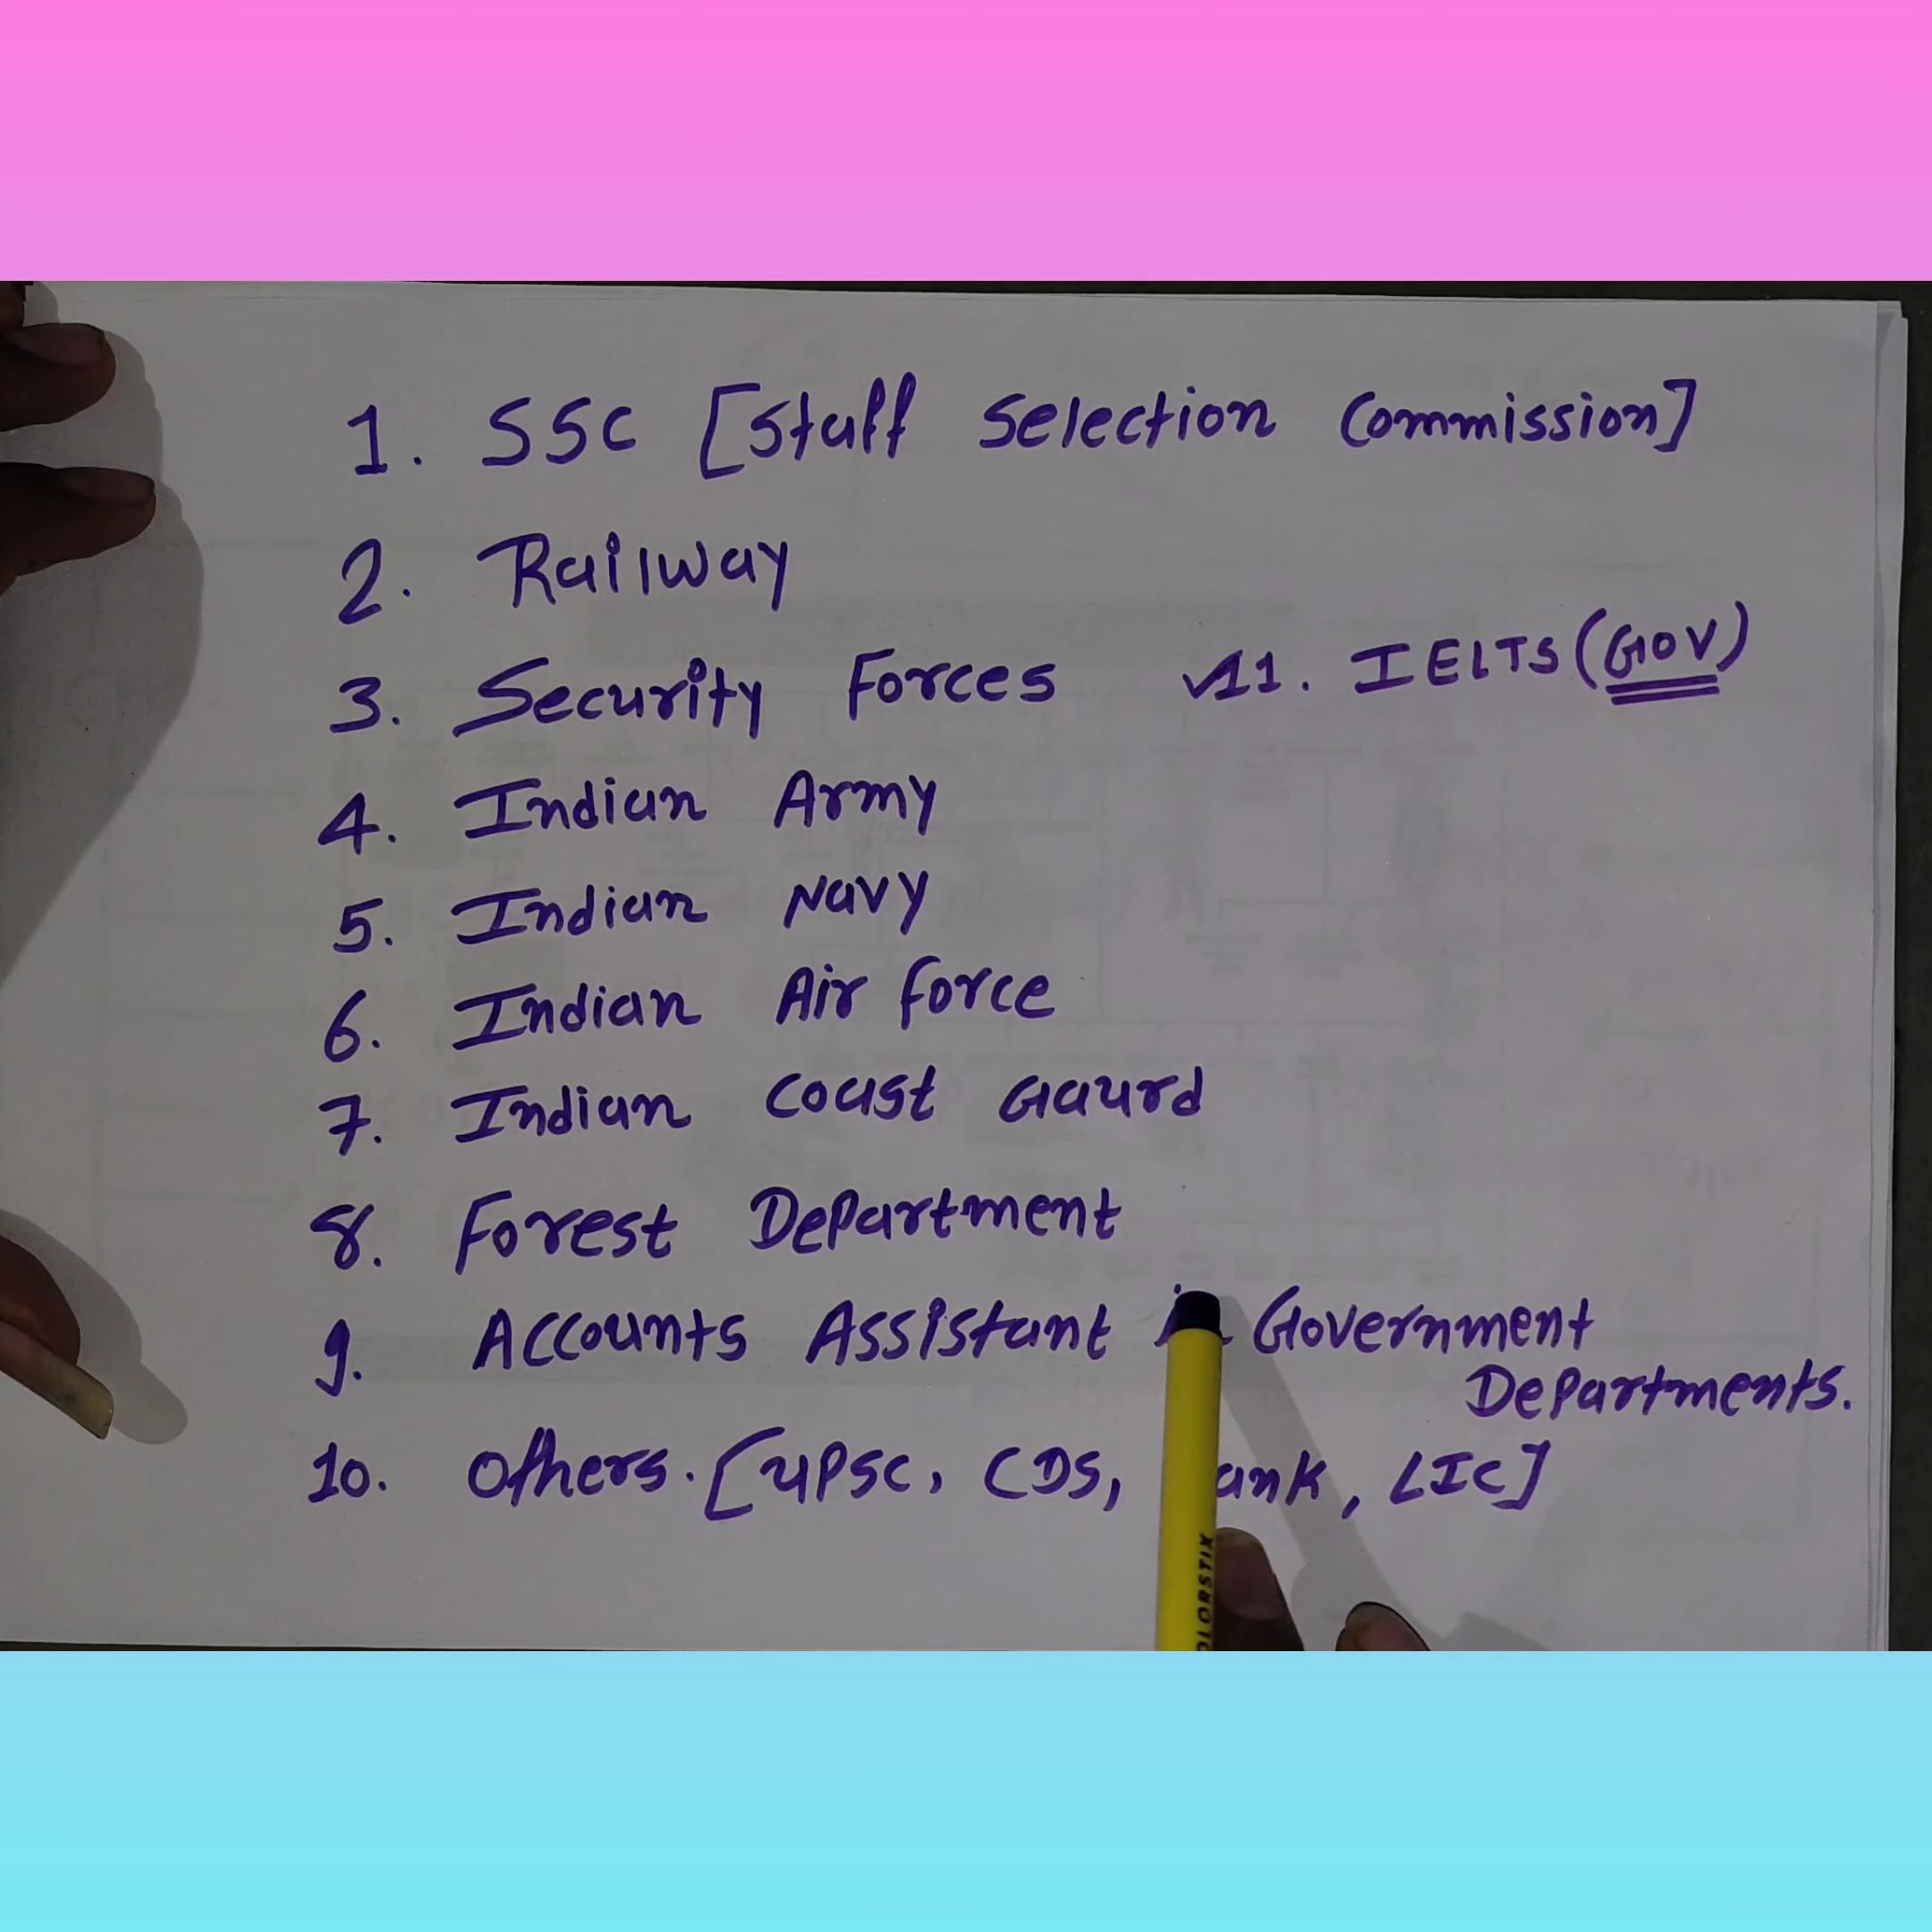 1. SSC [Staff Selection Commission]
2. Railway
3. Security Forces
11. IELTS (GOV)
4. Indian Army
5. Indian Navy
6. Indian Air force
7. Indian Coast Gaurd
8. Forest Department
9. Accounts Assistant Government
Departments.
10. Others. [UPSC, CDS, ank, LIC]
OLORSTIX